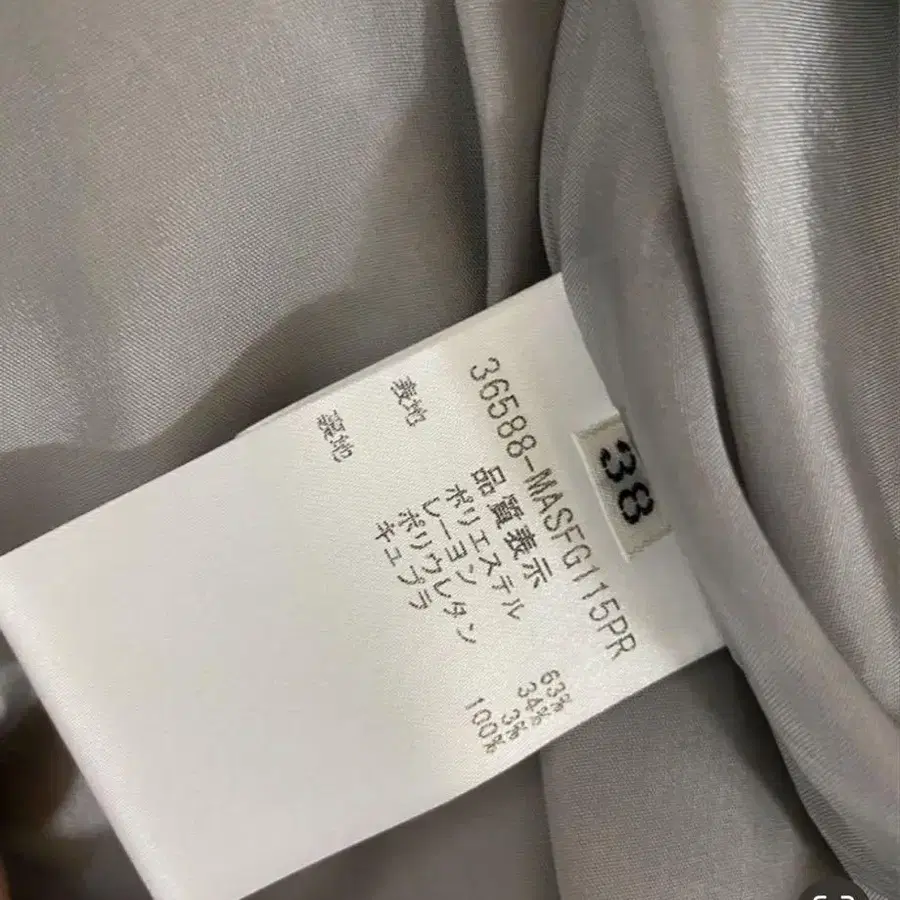 38
36588-MASFG115PR
品質表示
表地 ポリエステル 63%
レーヨン 34%
ポリウレタン 3%
裏地 キュプラ 100%